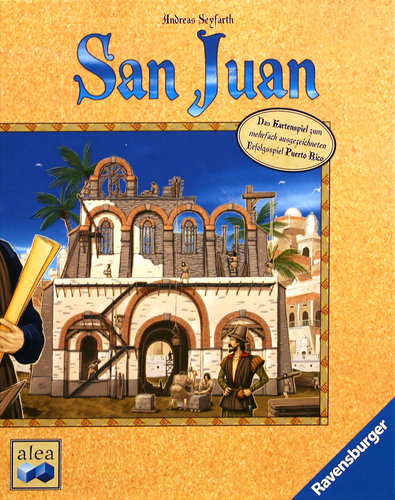 Andreas Seyfarth
San Juan
Das Kartenspiel zum
mehrfach ausgezeichneten
Erfolgsspiel Puerto Rico
alea
Ravensburger